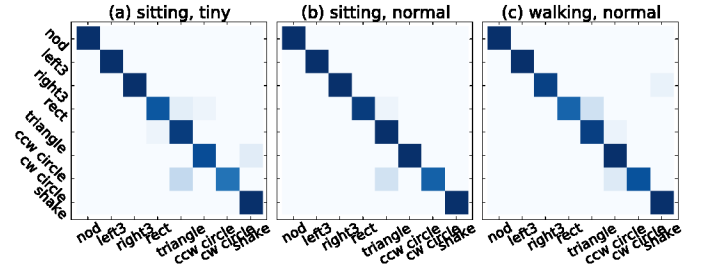 (a) sitting, tiny
(b) sitting, normal
(c) walking, normal
nod
left3
right3
rect
triangle
ccw circle
cw circle
shake
nod
left3
right3
rect
triangle
ccw circle
cw circle
shake
nod
left3
right3
rect
triangle
ccw circle
cw circle
shake
nod
left3
right3
rect
triangle
ccw circle
cw circle
shake